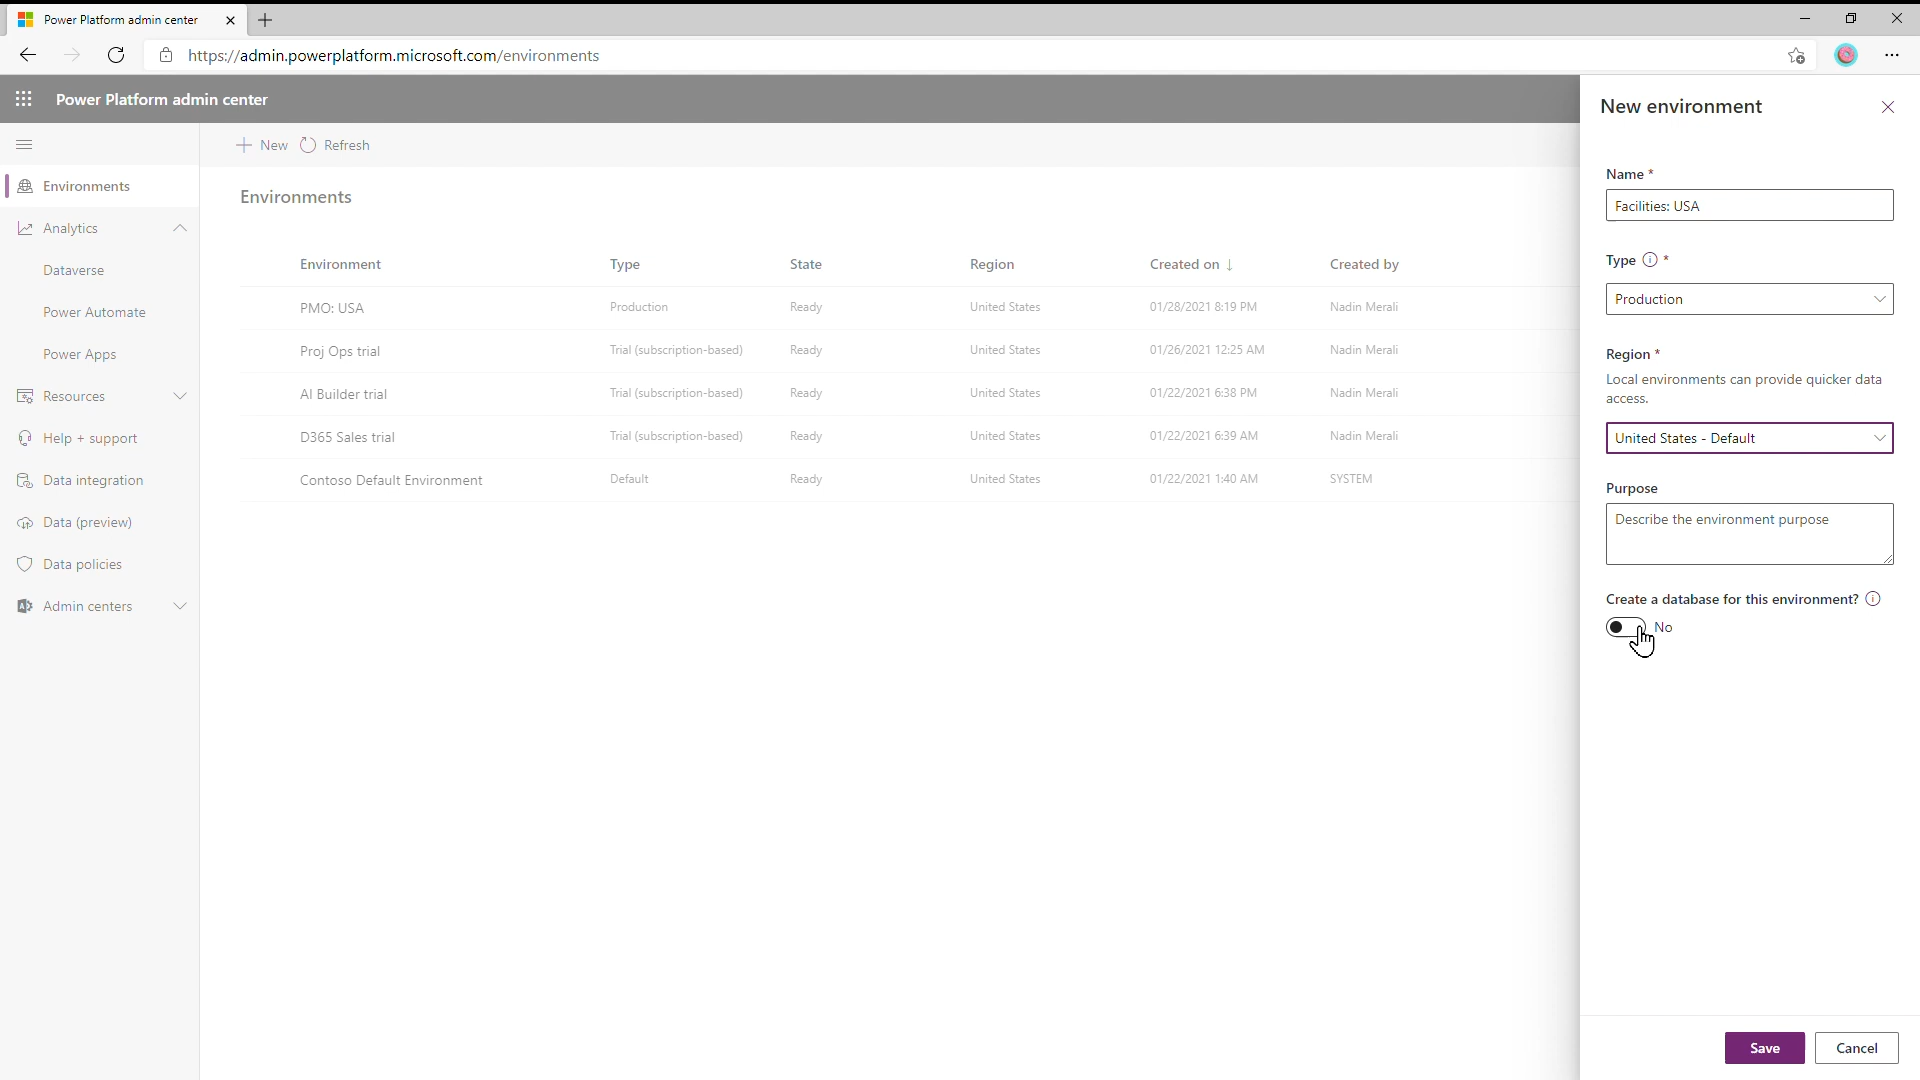 Power Platform admin center
https://admin.powerplatform.microsoft.com/environments
Power Platform admin center
New Refresh
Environments
Analytics
Dataverse
Power Automate
Power Apps
Resources
Help + support
Data integration
Data (preview)
Data policies
Admin centers
Environments
Environment Type State Region Created on ↓ Created by
PMO: USA Production Ready United States 01/28/2021 8:19 PM Nadin Merali
Proj Ops trial Trial (subscription-based) Ready United States 01/26/2021 12:25 AM Nadin Merali
AI Builder trial Trial (subscription-based) Ready United States 01/22/2021 6:38 PM Nadin Merali
D365 Sales trial Trial (subscription-based) Ready United States 01/22/2021 6:39 AM Nadin Merali
Contoso Default Environment Default Ready United States 01/22/2021 1:40 AM SYSTEM
New environment
Name *
Facilities: USA
Type *
Production
Region *
Local environments can provide quicker data
access.
United States - Default
Purpose
Describe the environment purpose
Create a database for this environment?
No
Save Cancel